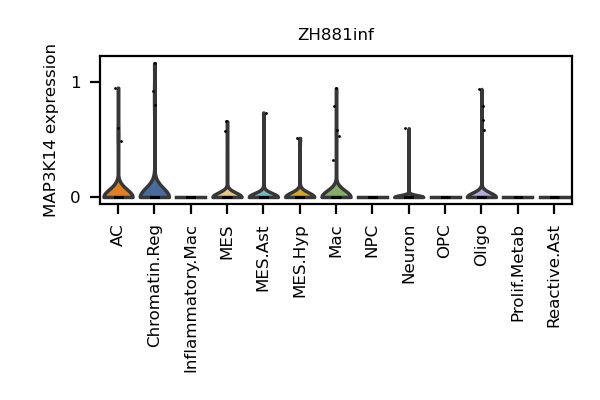 ZH881inf
MAP3K14 expression
1
0
AC
Chromatin.Reg
Inflammatory.Mac
MES
MES.Ast
MES.Hyp
Mac
NPC
Neuron
OPC
Oligo
Prolif.Metab
Reactive.Ast